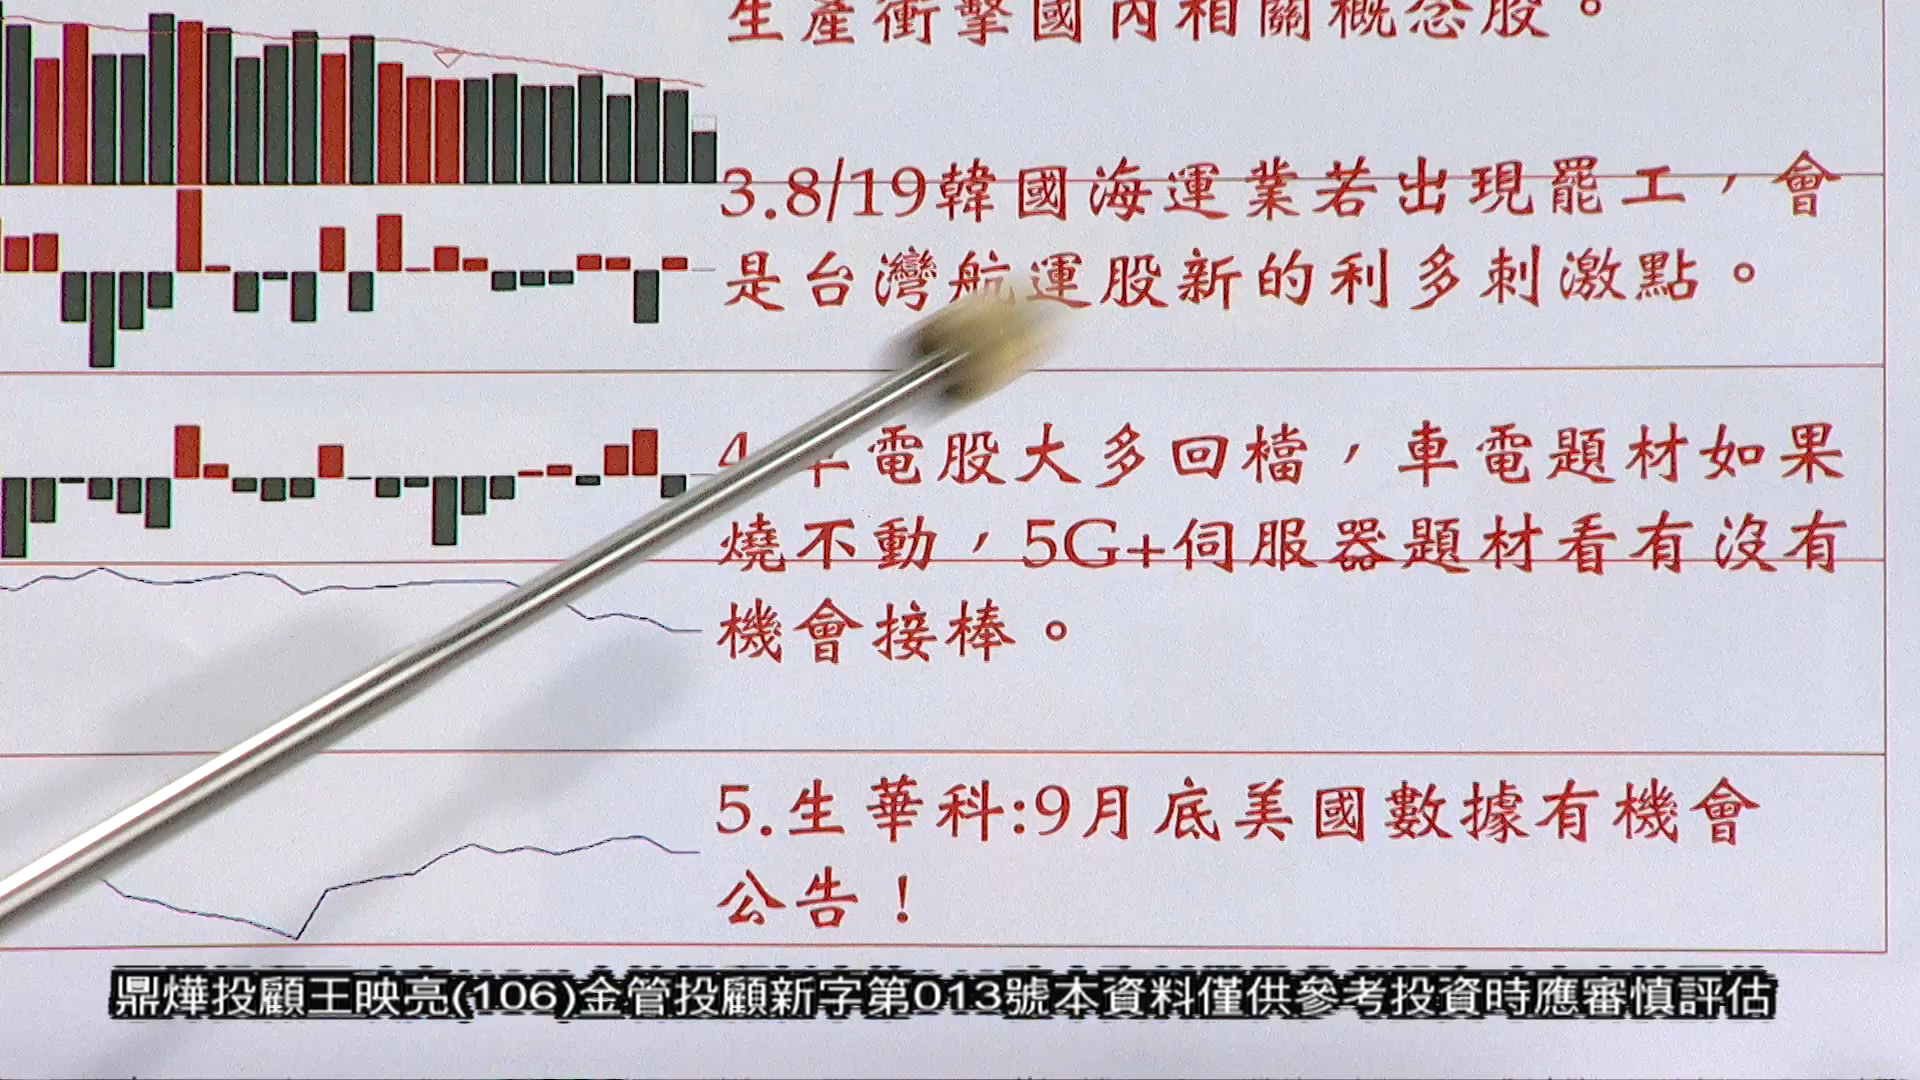 生產衝擊國內相關概念股。
3.8/19韓國海運業若出現罷工，會
是台灣航運股新的利多刺激點。
4.車電股大多回檔，車電題材如果
燒不動，5G+伺服器題材看有沒有
機會接棒。
5.生華科:9月底美國數據有機會
公告！
鼎燁投顧王映亮(106)金管投顧新字第013號本資料僅供參考投資時應審慎評估